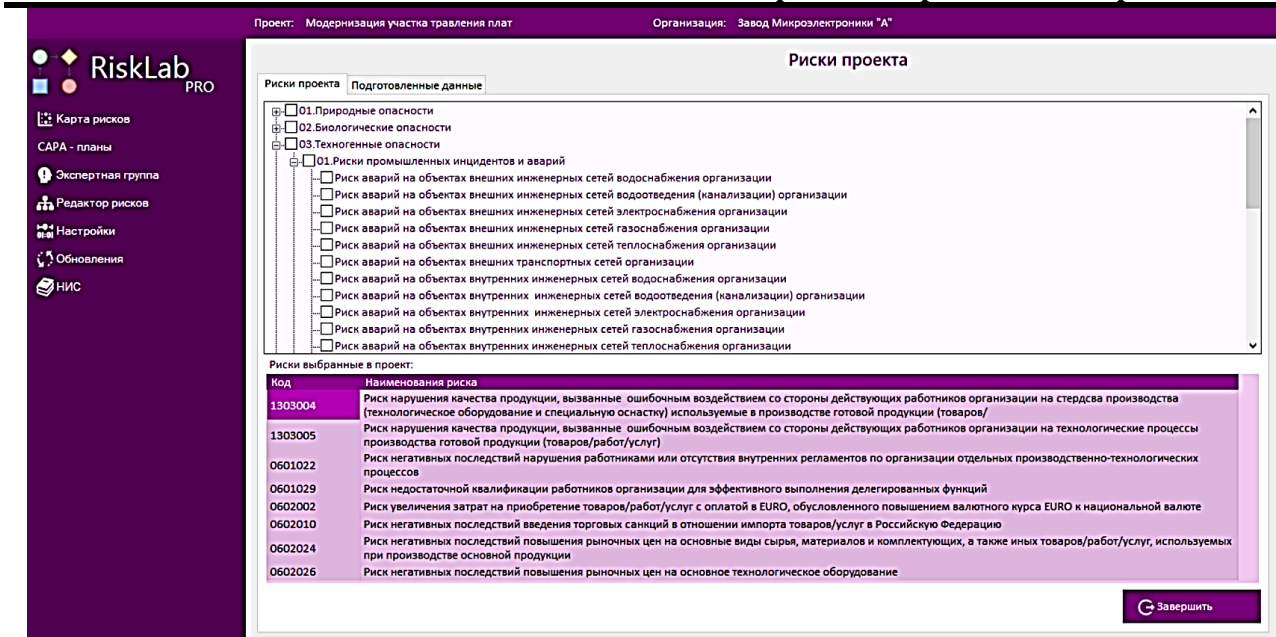 Проект: Модернизация участка травления плат Организация: Завод Микроэлектроники "А"
RiskLab
PRO
Карта рисков
CAPA - планы
Экспертная группа
Редактор рисков
Настройки
Обновления
НИС
Риски проекта
Риски проекта Подготовленные данные
01.Природные опасности
02.Биологические опасности
03.Техногенные опасности
01.Риски промышленных инцидентов и аварий
Риск аварий на объектах внешних инженерных сетей водоснабжения организации
Риск аварий на объектах внешних инженерных сетей водоотведения (канализации) организации
Риск аварий на объектах внешних инженерных сетей электроснабжения организации
Риск аварий на объектах внешних инженерных сетей газоснабжения организации
Риск аварий на объектах внешних инженерных сетей теплоснабжения организации
Риск аварий на объектах внешних транспортных сетей организации
Риск аварий на объектах внутренних инженерных сетей водоснабжения организации
Риск аварий на объектах внутренних инженерных сетей водоотведения (канализации) организации
Риск аварий на объектах внутренних инженерных сетей электроснабжения организации
Риск аварий на объектах внутренних инженерных сетей газоснабжения организации
Риск аварий на объектах внутренних инженерных сетей теплоснабжения организации
Риски выбранные в проект:
Код Наименования риска
1303004 Риск нарушения качества продукции, вызванные ошибочным воздействием со стороны действующих работников организации на стердсва производства
(технологическое оборудование и специальную оснастку) используемые в производстве готовой продукции (товаров/
1303005 Риск нарушения качества продукции, вызванные ошибочным воздействием со стороны действующих работников организации на технологические процессы
производства готовой продукции (товаров/работ/услуг)
0601022 Риск негативных последствий нарушения работниками или отсутствия внутренних регламентов по организации отдельных производственно-технологических
процессов
0601029 Риск недостаточной квалификации работников организации для эффективного выполнения делегированных функций
0602002 Риск увеличения затрат на приобретение товаров/работ/услуг с оплатой в EURO, обусловленного повышением валютного курса EURO к национальной валюте
0602010 Риск негативных последствий введения торговых санкций в отношении импорта товаров/услуг в Российскую Федерацию
0602024 Риск негативных последствий повышения рыночных цен на основные виды сырья, материалов и комплектующих, а также иных товаров/работ/услуг, используемых
при производстве основной продукции
0602026 Риск негативных последствий повышения рыночных цен на основное технологическое оборудование
Завершить